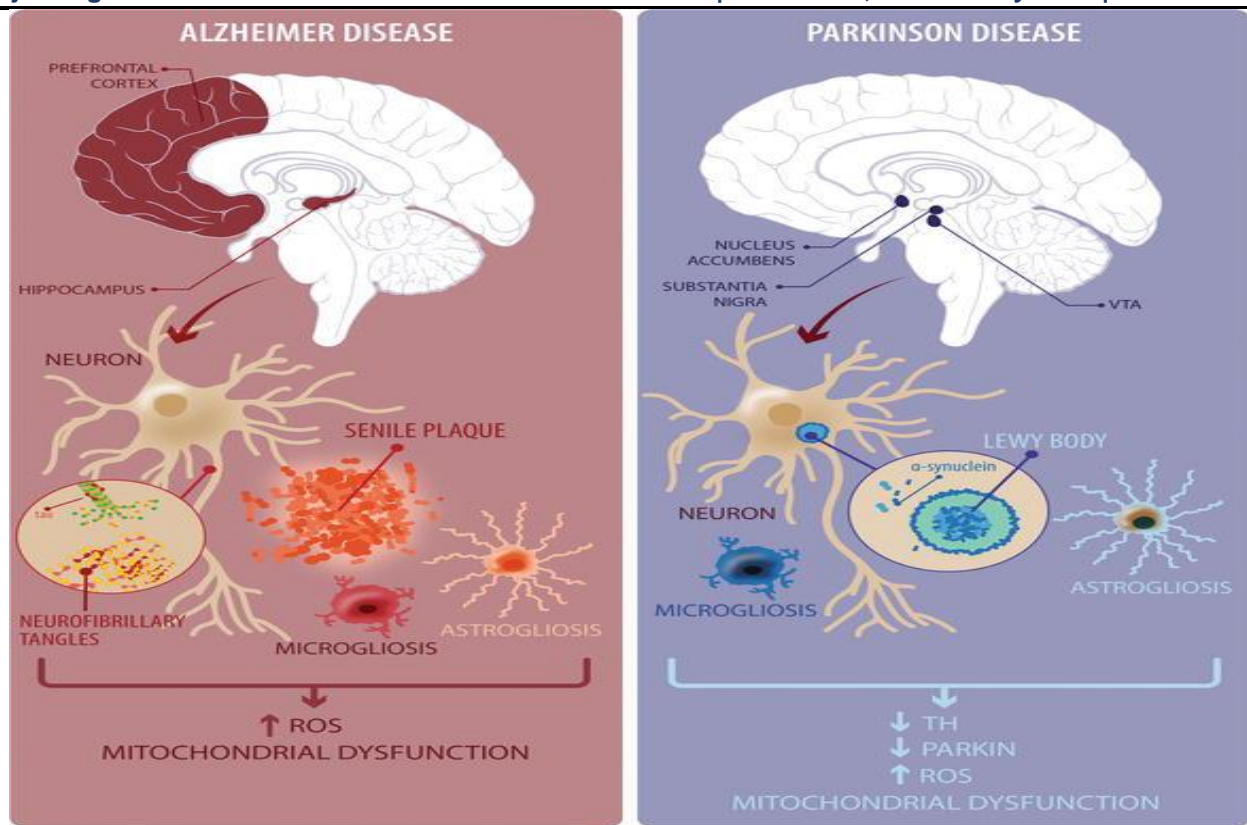 ALZHEIMER DISEASE
PREFRONTAL
CORTEX
HIPPOCAMPUS
NEURON
SENILE PLAQUE
tau
NEUROFIBRILLARY
TANGLES
MICROGLIOSIS
ASTROGLIOSIS
↑ ROS
MITOCHONDRIAL DYSFUNCTION
PARKINSON DISEASE
NUCLEUS
ACCUMBENS
SUBSTANTIA
NIGRA
VTA
LEWY BODY
α-synuclein
NEURON
MICROGLIOSIS
ASTROGLIOSIS
↓ TH
↓ PARKIN
↑ ROS
MITOCHONDRIAL DYSFUNCTION